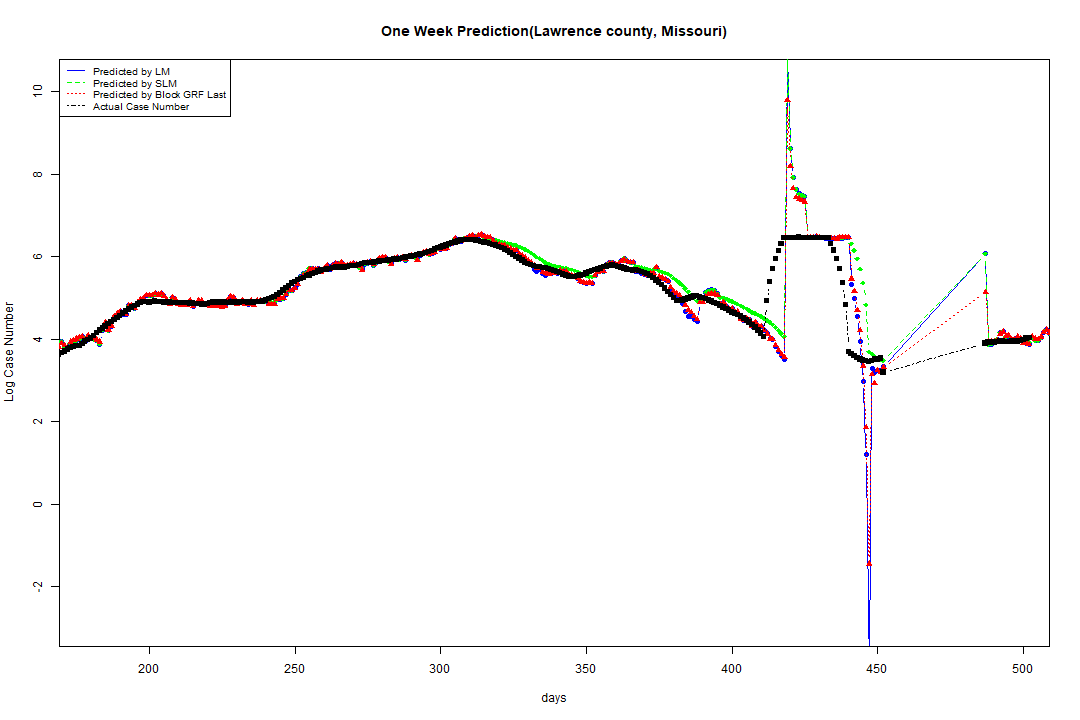 One Week Prediction(Lawrence county, Missouri)
Predicted by LM
Predicted by SLM
Predicted by Block GRF Last
Actual Case Number
10
8
6
4
2
0
-2
Log Case Number
200 250 300 350 400 450 500
days